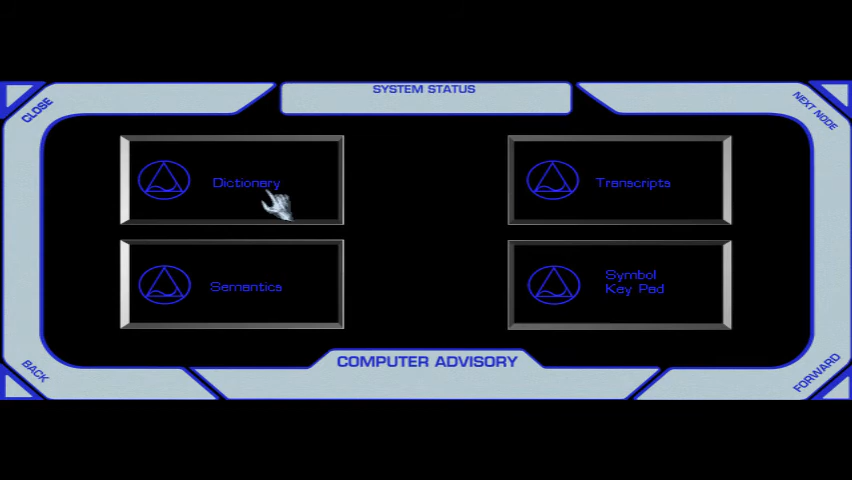 SYSTEM STATUS
CLOSE
NEXT NODE
Dictionary
Transcripts
Semantics
Symbol
Key Pad
BACK
COMPUTER ADVISORY
FORWARD